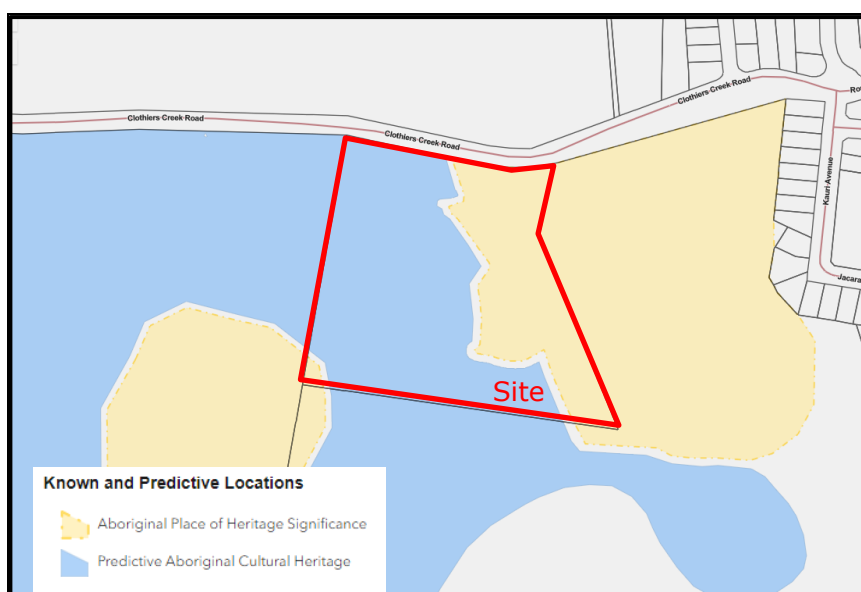 Clothiers Creek Road
Clothiers Creek Road
Clothiers Creek Road
Kauri Avenue
Site
Known and Predictive Locations
Aboriginal Place of Heritage Significance
Predictive Aboriginal Cultural Heritage